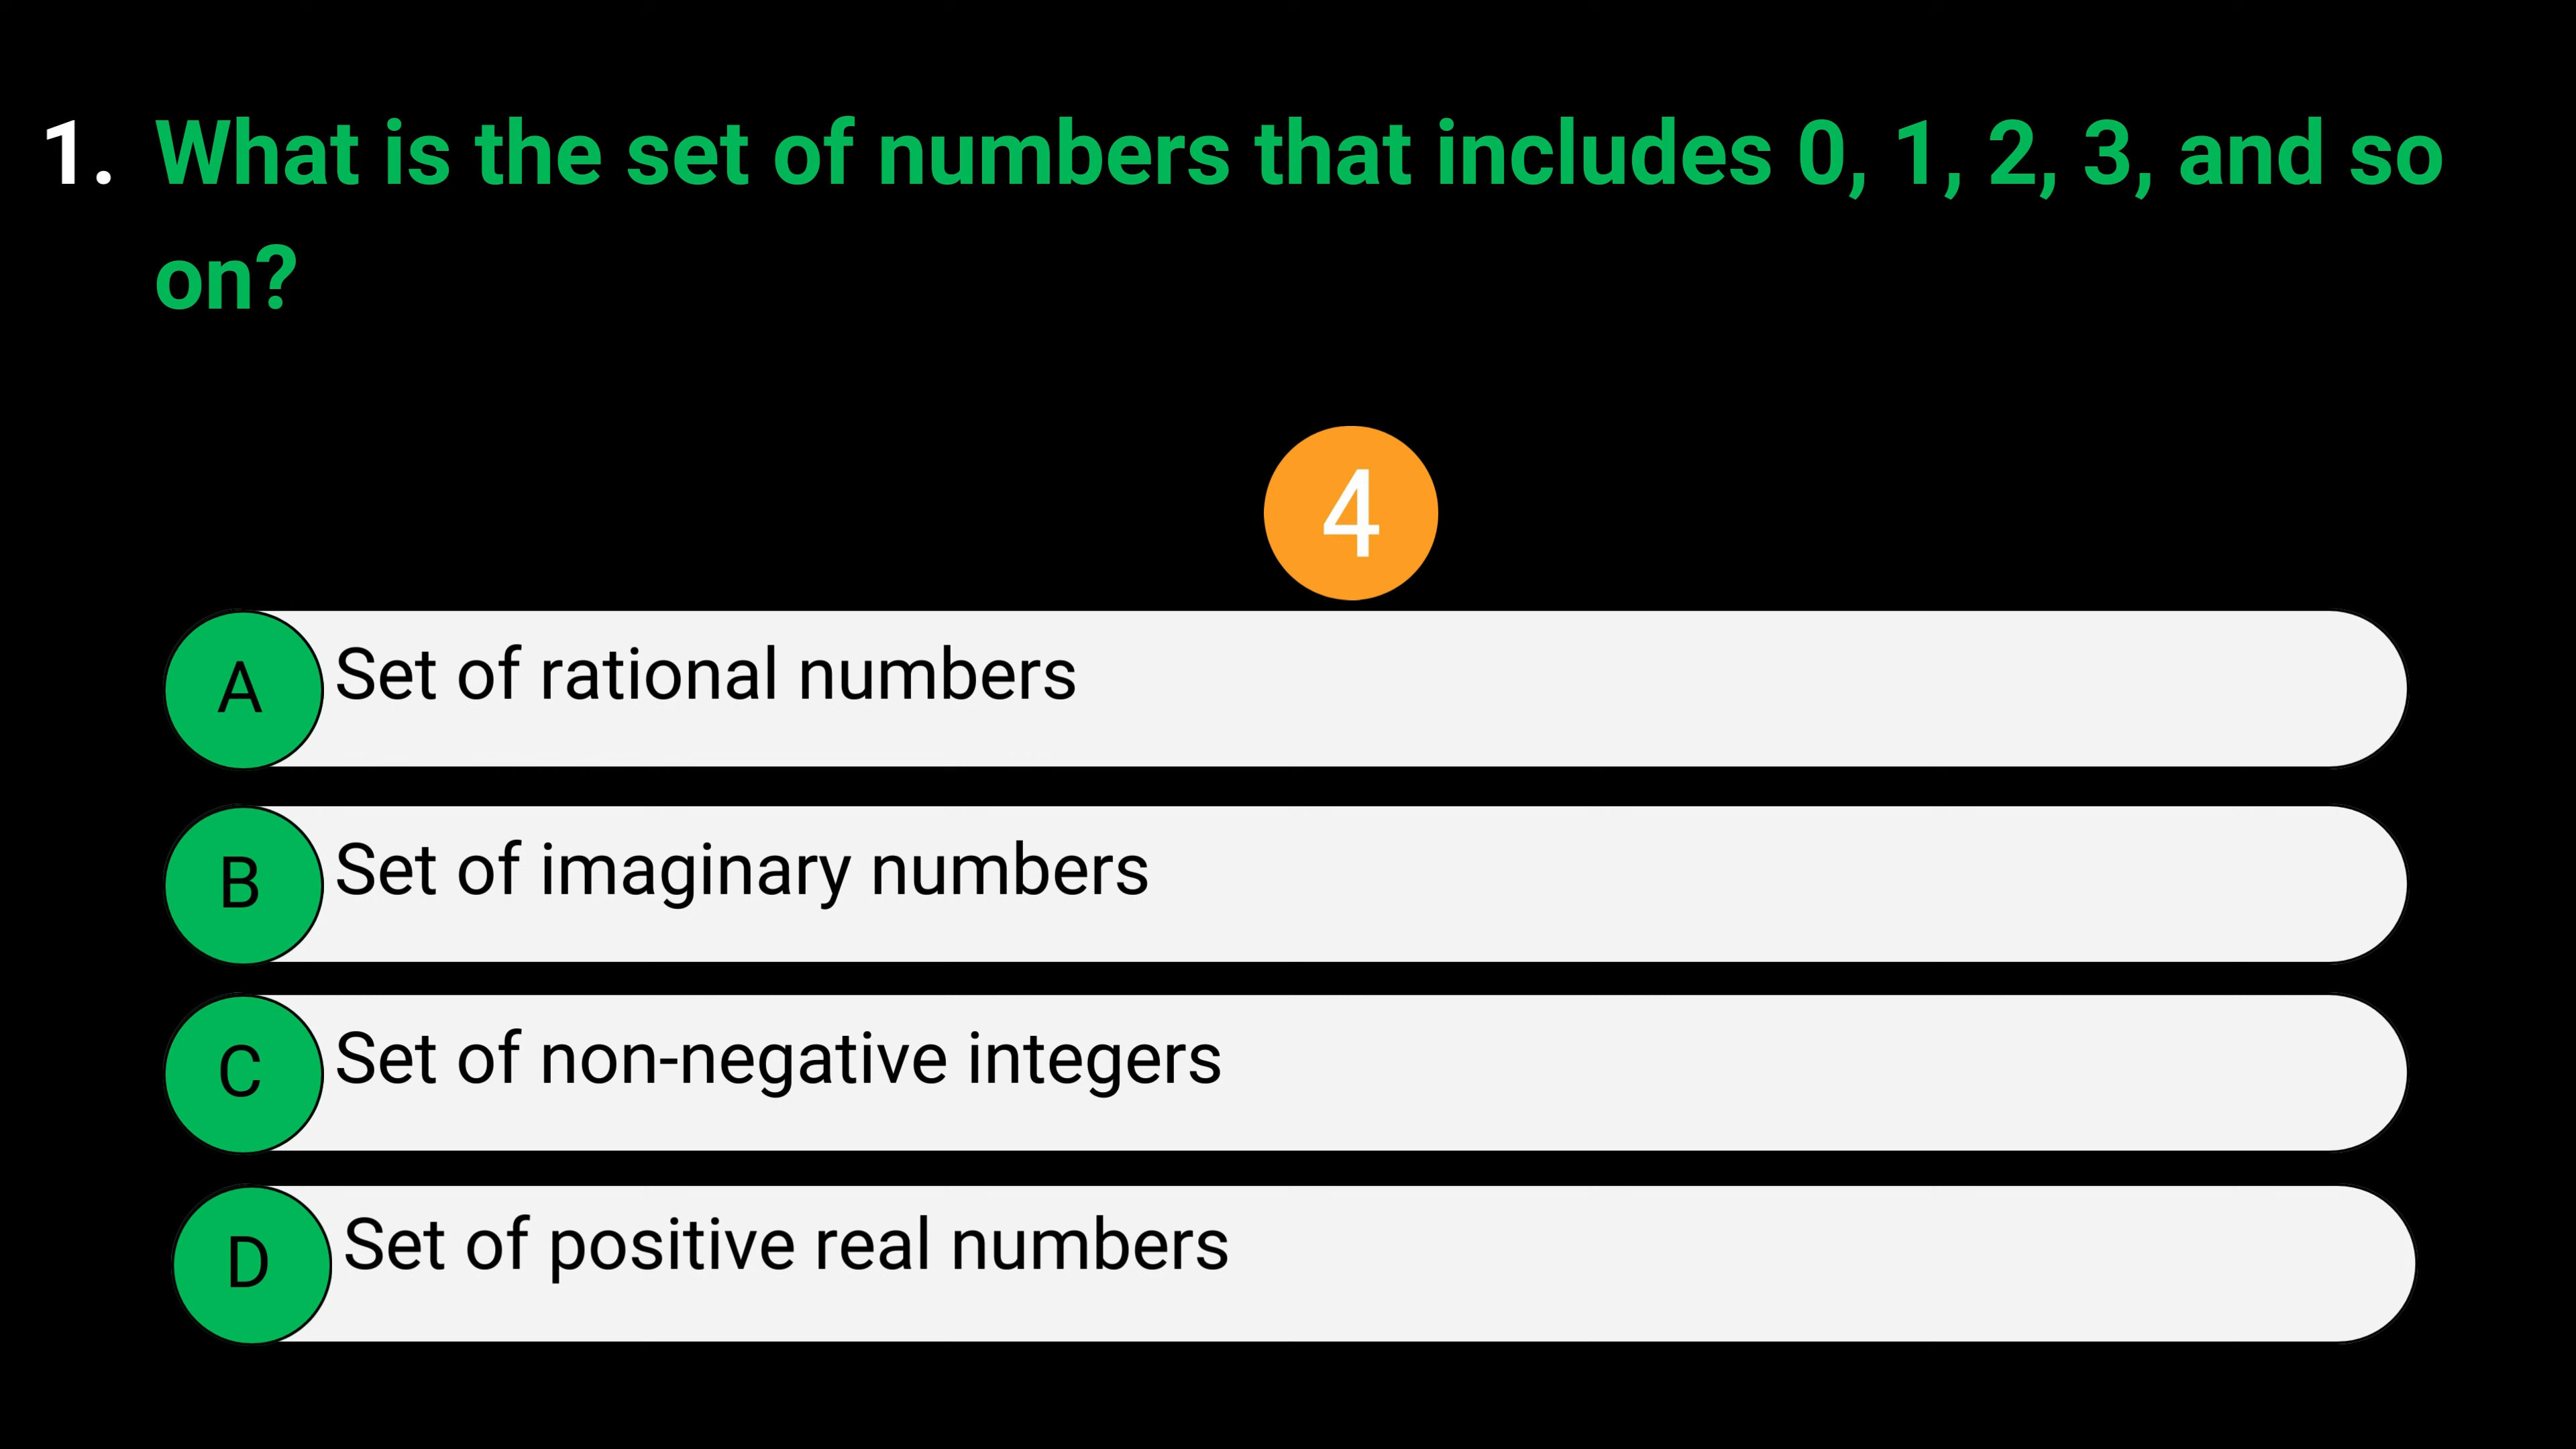 1. What is the set of numbers that includes 0, 1, 2, 3, and so
on?
4
A Set of rational numbers
B Set of imaginary numbers
C Set of non-negative integers
D Set of positive real numbers